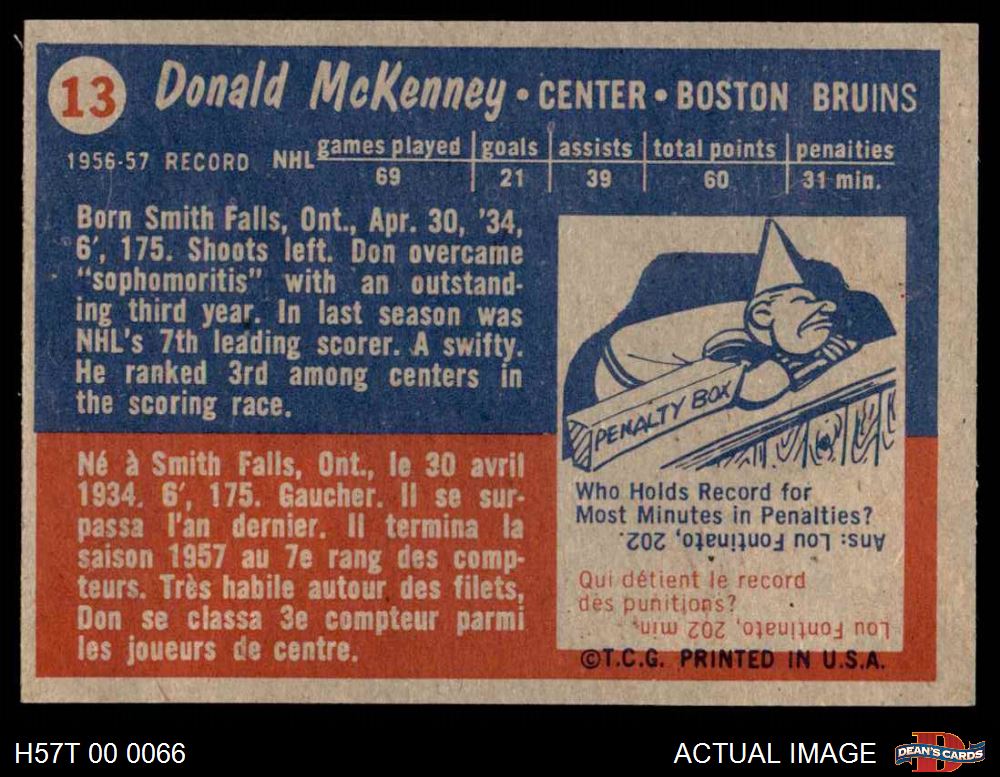 13 Donald McKenney • CENTER • BOSTON BRUINS
games played goals assists total points penaities
1956-57 RECORD NHL
69 21 39 60 31 min.
Born Smith Falls, Ont., Apr. 30, '34,
6', 175. Shoots left. Don overcame
"sophomoritis" with an outstand-
ing third year. In last season was
NHL's 7th leading scorer. A swifty.
He ranked 3rd among centers in
the scoring race.
Né à Smith Falls, Ont., le 30 avril
1934. 6', 175. Gaucher. Il se sur-
passa l'an dernier. Il termina la
saison 1957 au 7e rang des comp-
teurs. Très habile autour des filets,
Don se classa 3e compteur parmi
les joueurs de centre.
PENALTY BOX
Who Holds Record for
Most Minutes in Penalties?
Ans: Lou Fontinato, 202.
Qui détient le record
des punitions?
Lou Fontinato, 202 min.
©T.C.G. PRINTED IN U.S.A.
H57T 00 0066
ACTUAL IMAGE
D
DEAN'S CARDS